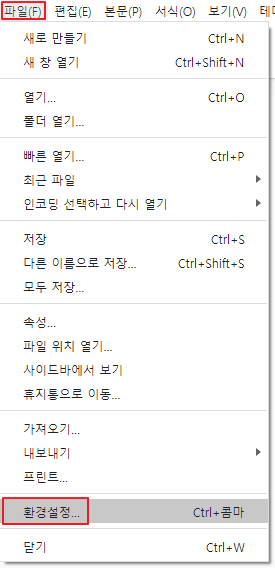 파일(F) 편집(E) 본문(P) 서식(O) 보기(V) 테마
새로 만들기 Ctrl+N
새 창 열기 Ctrl+Shift+N
열기... Ctrl+O
폴더 열기...
빠른 열기... Ctrl+P
최근 파일
인코딩 선택하고 다시 열기
저장 Ctrl+S
다른 이름으로 저장... Ctrl+Shift+S
모두 저장...
속성...
파일 위치 열기...
사이드바에서 보기
휴지통으로 이동...
가져오기...
내보내기
프린트...
환경설정... Ctrl+콤마
닫기 Ctrl+W